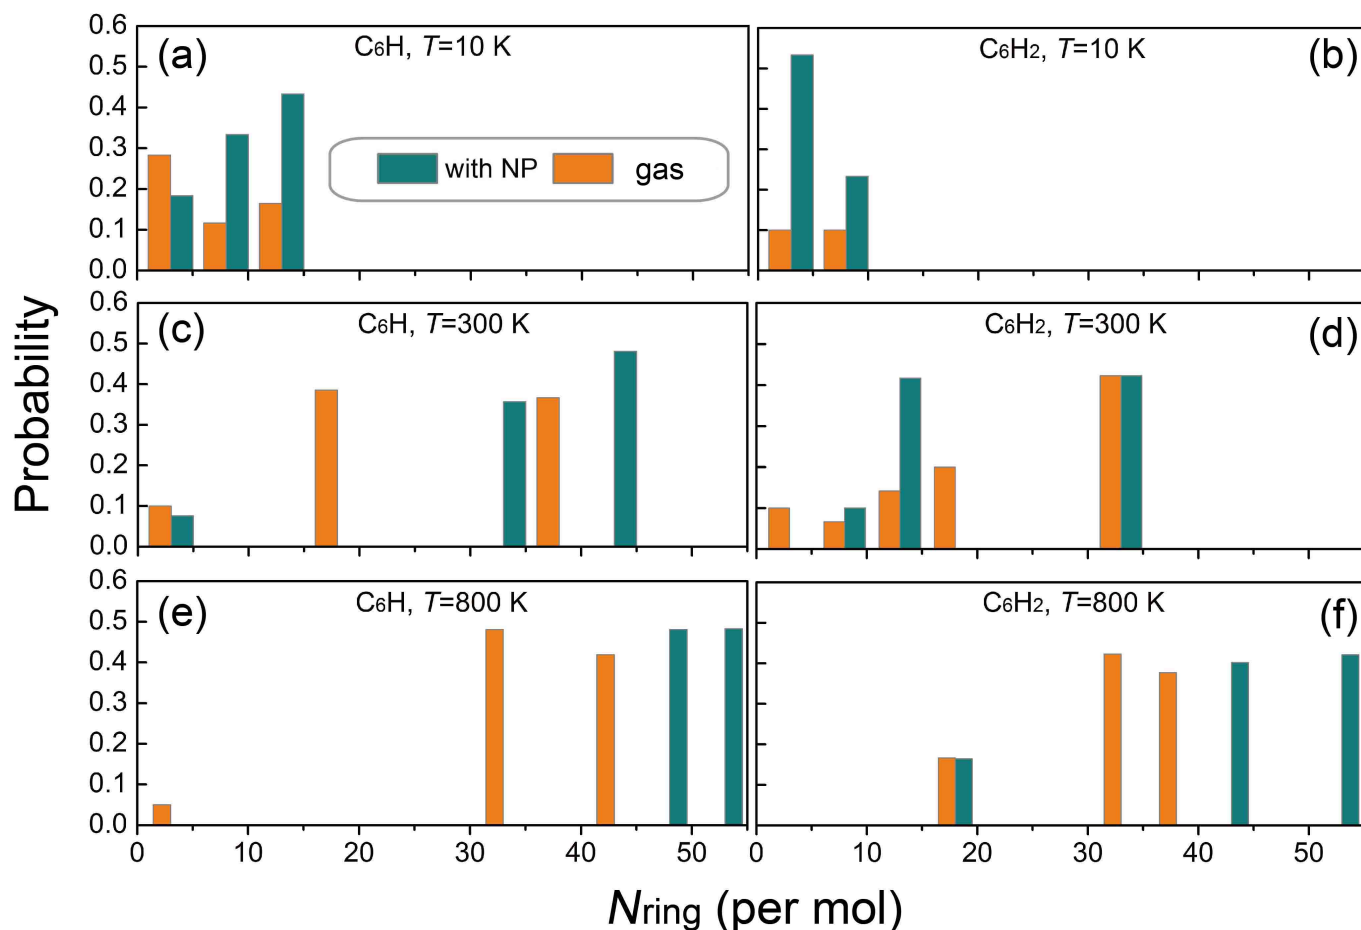 (a)
C6H, T=10 K
with NP
gas
0.6
0.5
0.4
0.3
0.2
0.1
0.0
C6H2, T=10 K
(b)
(c)
C6H, T=300 K
0.6
0.5
0.4
0.3
0.2
0.1
0.0
C6H2, T=300 K
(d)
(e)
C6H, T=800 K
0.6
0.5
0.4
0.3
0.2
0.1
0.0
C6H2, T=800 K
(f)
0 10 20 30 40 50
0 10 20 30 40 50
Probability
Nring (per mol)